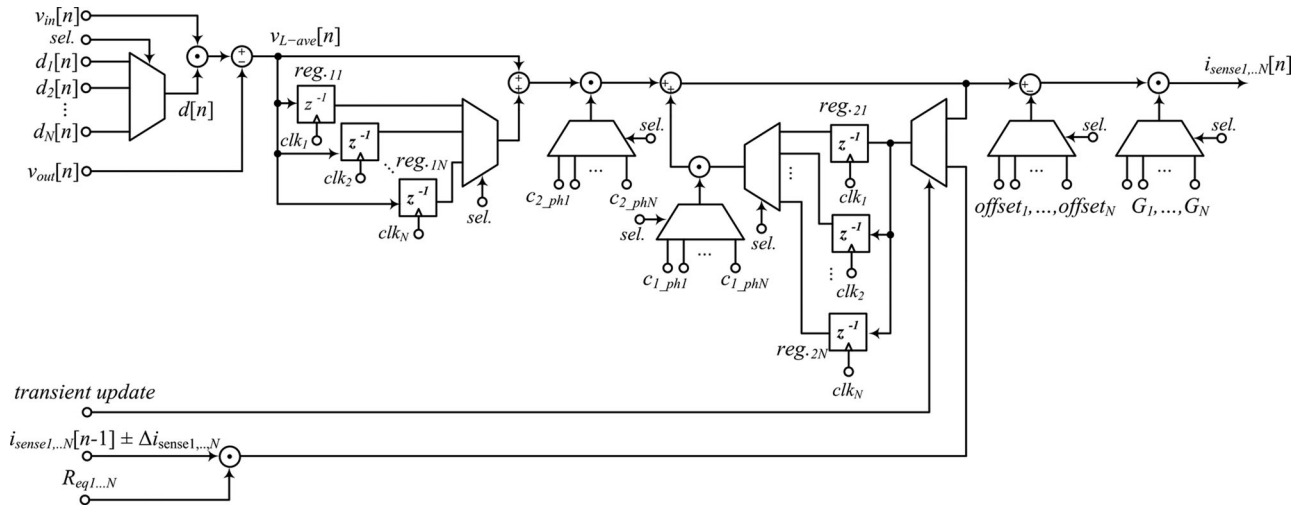 v_in[n]
sel.
d_1[n]
d_2[n]
⋮
d_N[n]
v_out[n]
d[n]
+
−
v_L−ave[n]
reg._11
z^-1
clk_1
z^-1
clk_2
⋱
reg._1N
z^-1
clk_N
sel.
+
+
sel.
...
c_2_ph1
c_2_phN
+
+
sel.
...
c_1_ph1
c_1_phN
sel.
⋮
reg._21
z^-1
clk_1
z^-1
⋮
clk_2
z^-1
reg._2N
clk_N
+
−
sel.
...
offset_1,...,offset_N
sel.
...
G_1,...,G_N
i_sense1,..N[n]
transient update
i_sense1,..N[n-1] ± Δi_sense1,..,N
R_eq1...N